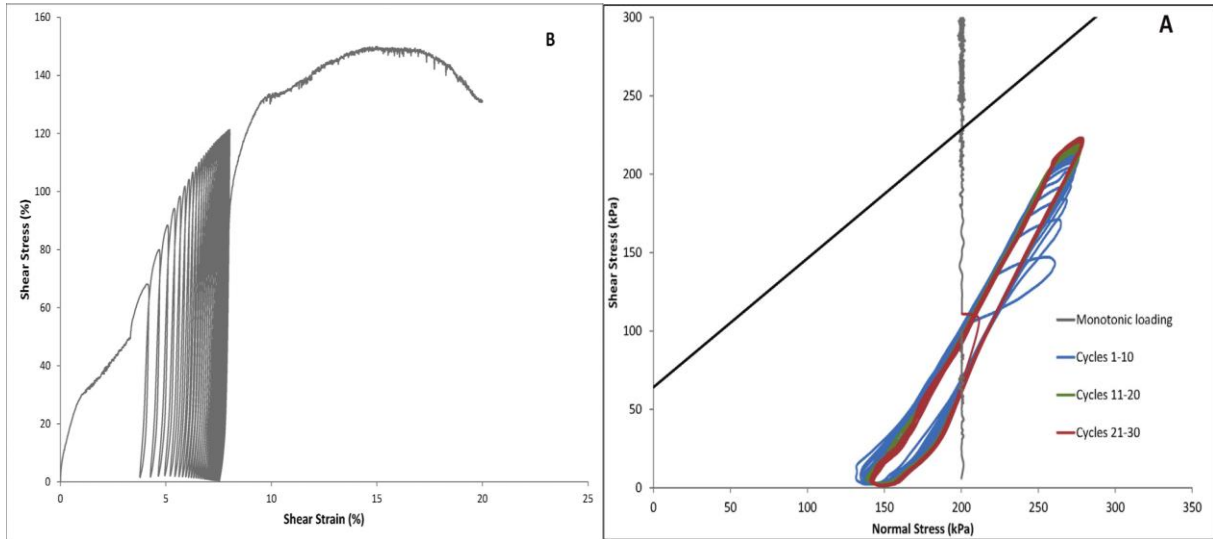 B
160
140
120
100
80
60
40
20
0
0 5 10 15 20 25
Shear Stress (%)
Shear Strain (%)
A
300
250
200
150
100
50
0
0 50 100 150 200 250 300 350
Shear Stress (kPa)
Normal Stress (kPa)
Monotonic loading
Cycles 1-10
Cycles 11-20
Cycles 21-30